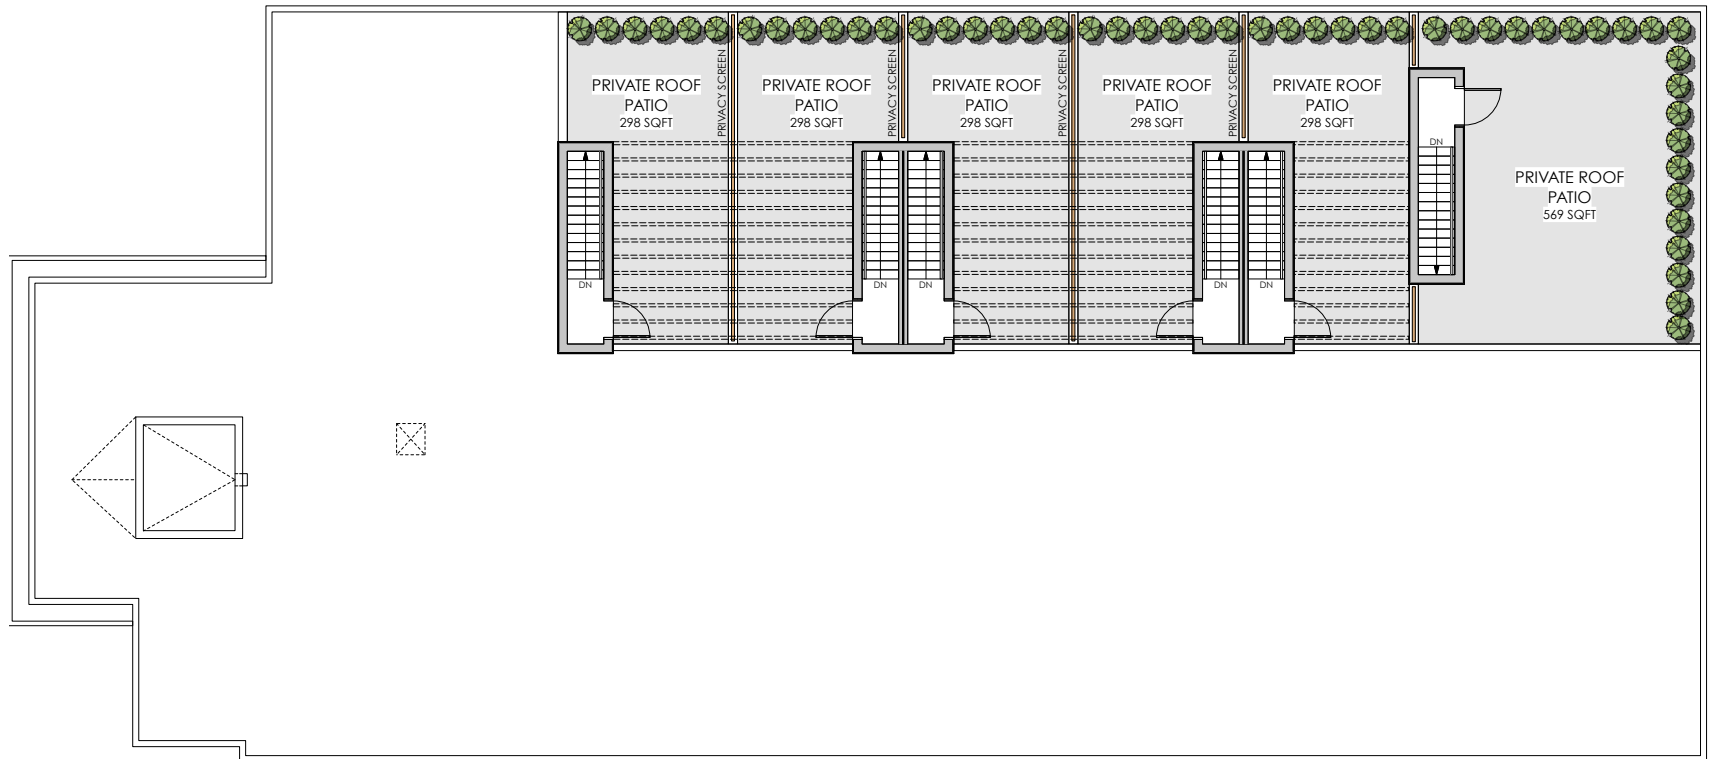 PRIVATE ROOF
PATIO
298 SQFT
PRIVACY SCREEN
PRIVATE ROOF
PATIO
298 SQFT
PRIVACY SCREEN
PRIVATE ROOF
PATIO
298 SQFT
PRIVACY SCREEN
PRIVATE ROOF
PATIO
298 SQFT
PRIVACY SCREEN
PRIVATE ROOF
PATIO
298 SQFT
DN
PRIVATE ROOF
PATIO
569 SQFT
DN
DN
DN
DN
DN